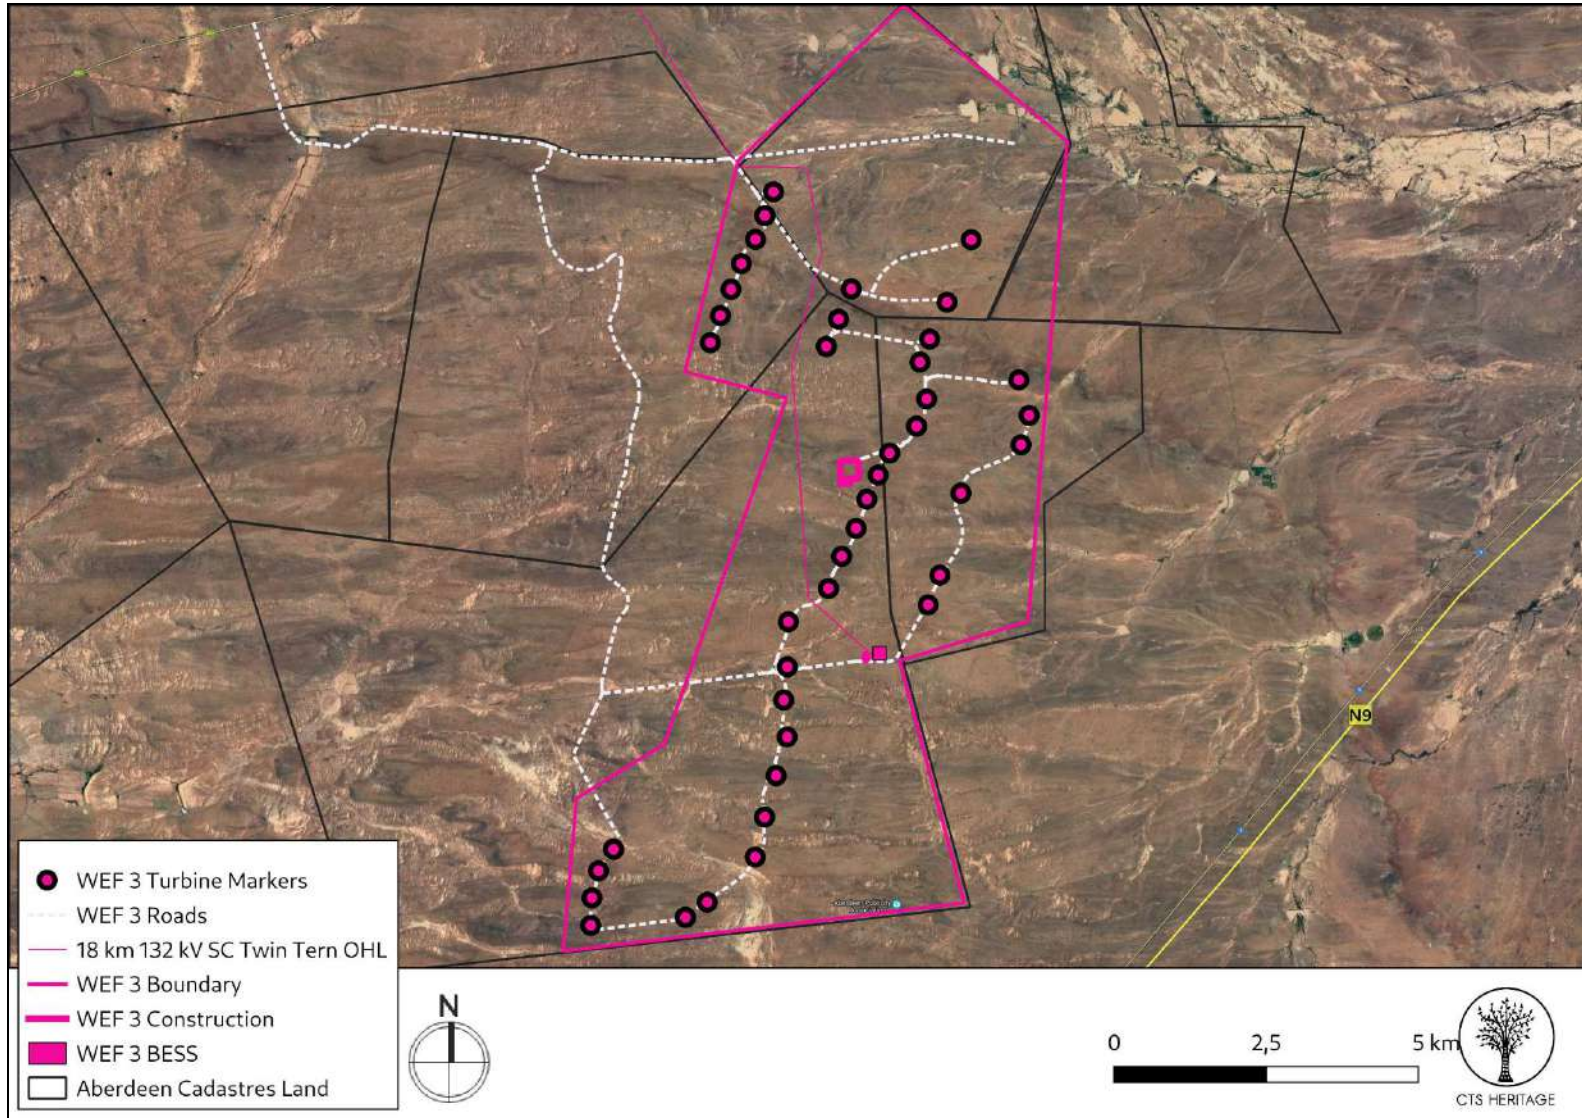 N9
WEF 3 Turbine Markers
WEF 3 Roads
18 km 132 kV SC Twin Tern OHL
WEF 3 Boundary
WEF 3 Construction
WEF 3 BESS
Aberdeen Cadastres Land
N
0 2,5 5 km
CTS HERITAGE